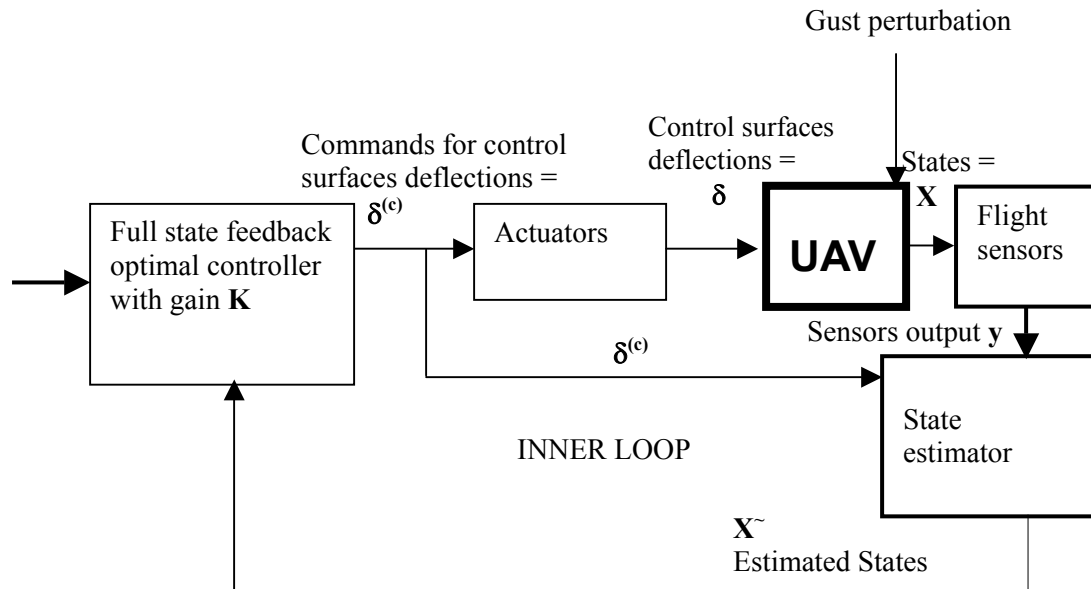 Gust perturbation
Commands for control
surfaces deflections =
δ(c)
Control surfaces
deflections =
δ
States =
X
Full state feedback
optimal controller
with gain K
Actuators
UAV
Flight
sensors
Sensors output y
δ(c)
State
estimator
INNER LOOP
X~
Estimated States